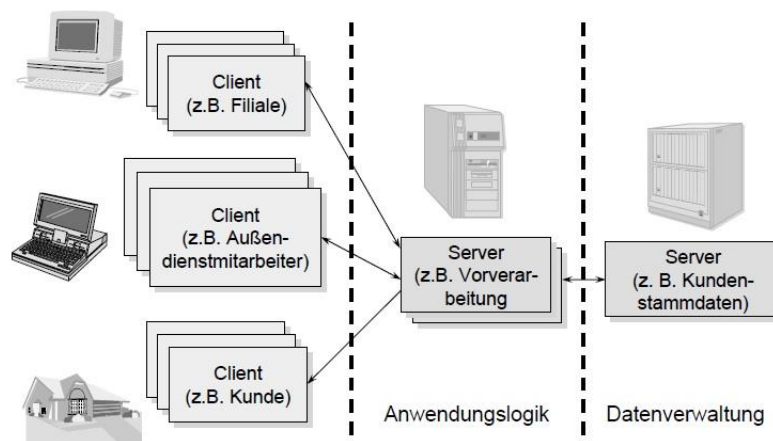 Client
(z.B. Filiale)
Client
(z.B. Außen-
dienstmitarbeiter)
Client
(z.B. Kunde)
Server
(z.B. Vorverar-
beitung
Server
(z. B. Kunden-
stammdaten)
Anwendungslogik
Datenverwaltung